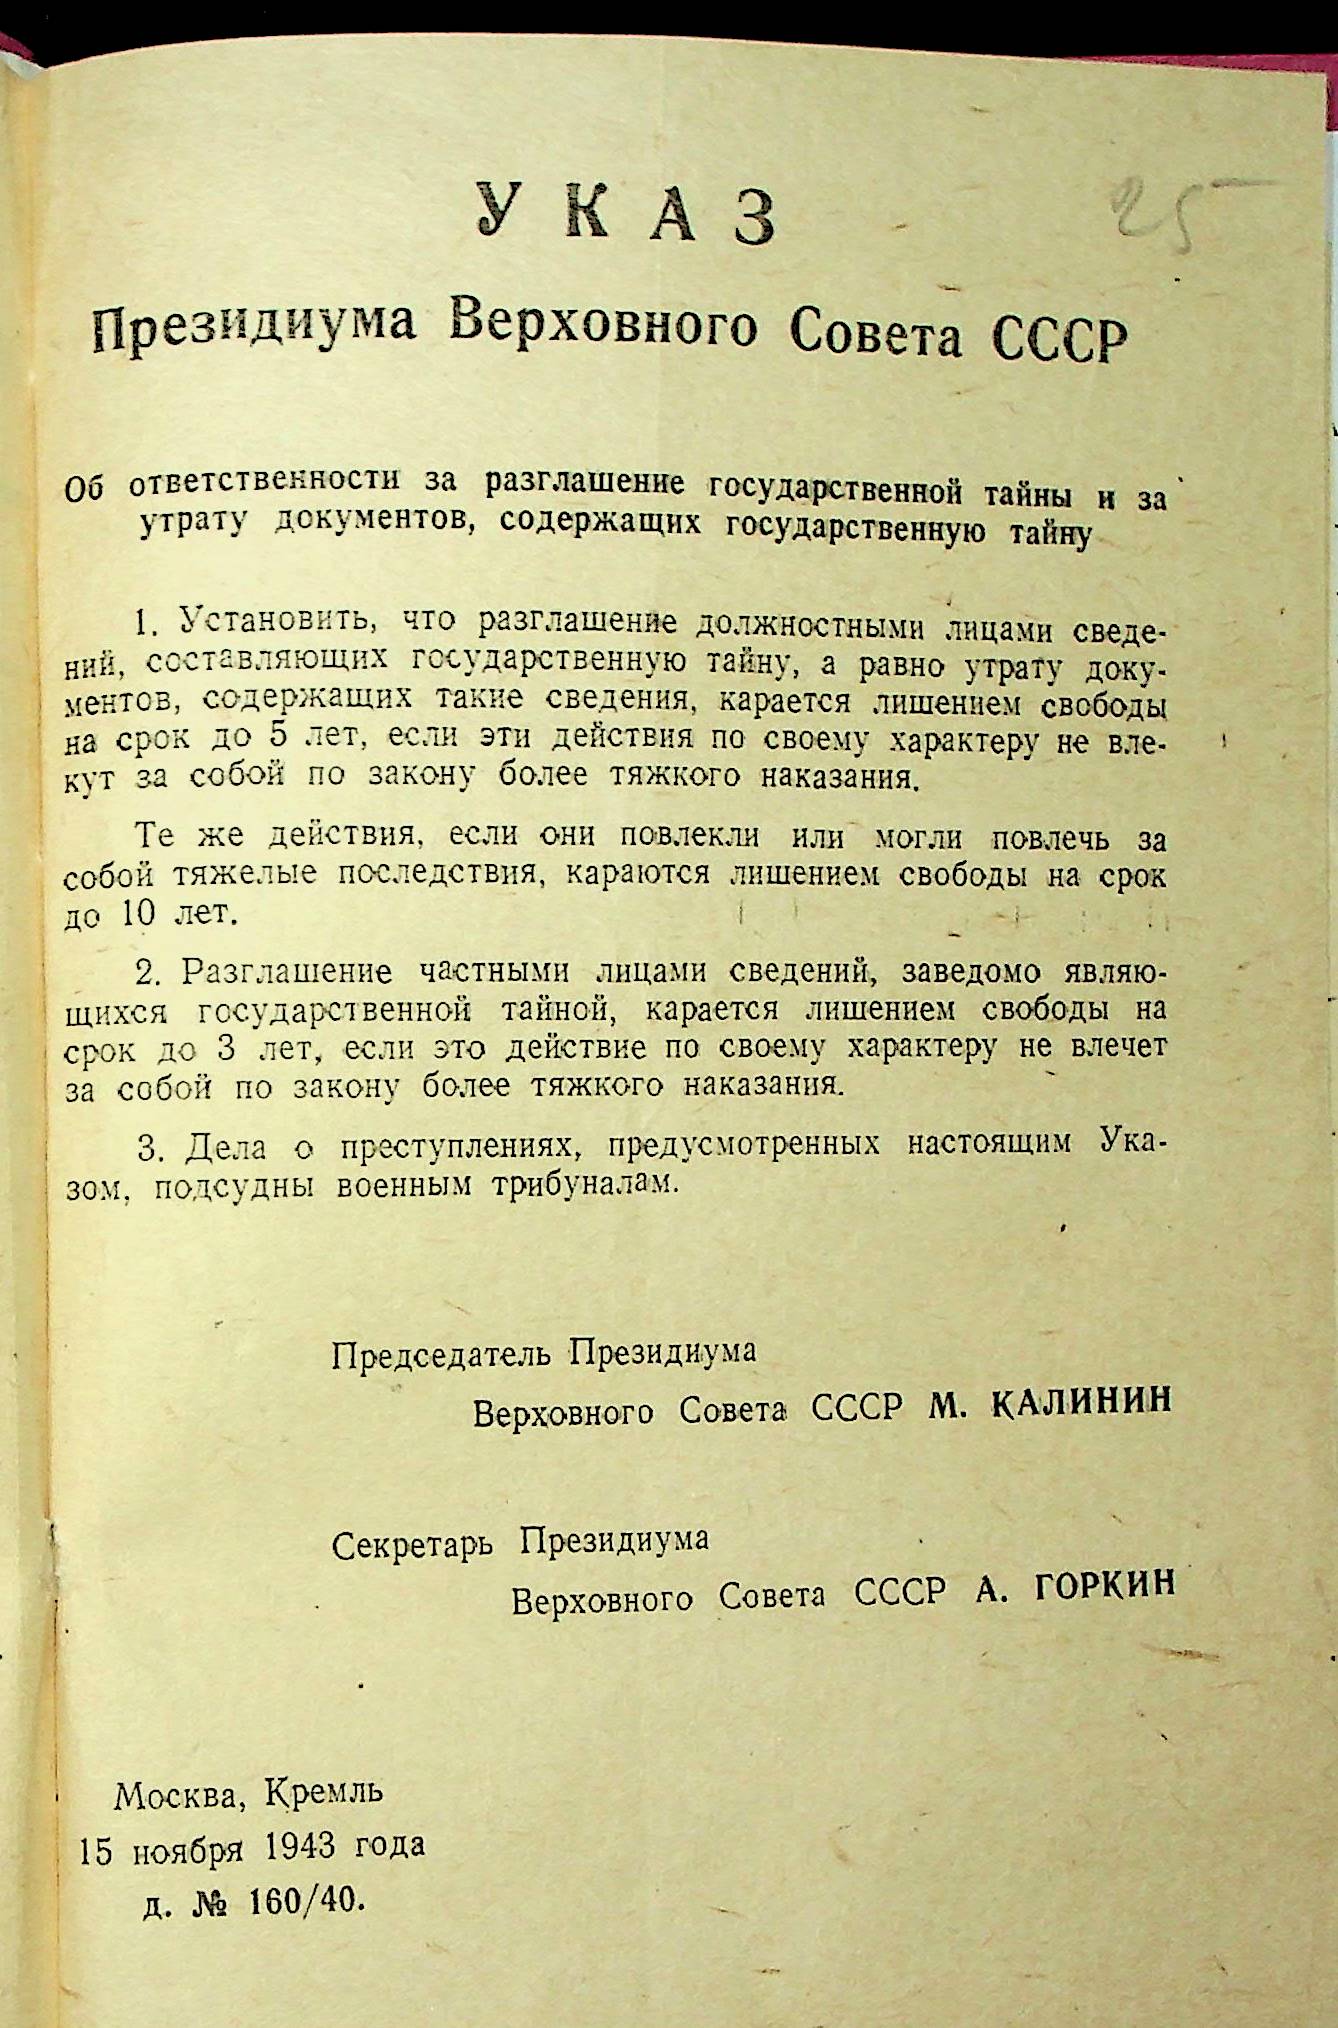 25
УКАЗ
Президиума Верховного Совета СССР
Об ответственности за разглашение государственной тайны и за
утрату документов, содержащих государственную тайну
1. Установить, что разглашение должностными лицами сведе-
ний, составляющих государственную тайну, а равно утрату доку-
ментов, содержащих такие сведения, карается лишением свободы
на срок до 5 лет, если эти действия по своему характеру не вле-
кут за собой по закону более тяжкого наказания.
Те же действия, если они повлекли или могли повлечь за
собой тяжелые последствия, караются лишением свободы на срок
до 10 лет.
2. Разглашение частными лицами сведений, заведомо являю-
щихся государственной тайной, карается лишением свободы на
срок до 3 лет, если это действие по своему характеру не влечет
за собой по закону более тяжкого наказания.
3. Дела о преступлениях, предусмотренных настоящим Ука-
зом, подсудны военным трибуналам.
Председатель Президиума
Верховного Совета СССР М. КАЛИНИН
Секретарь Президиума
Верховного Совета СССР А. ГОРКИН
Москва, Кремль
15 ноября 1943 года
д. № 160/40.